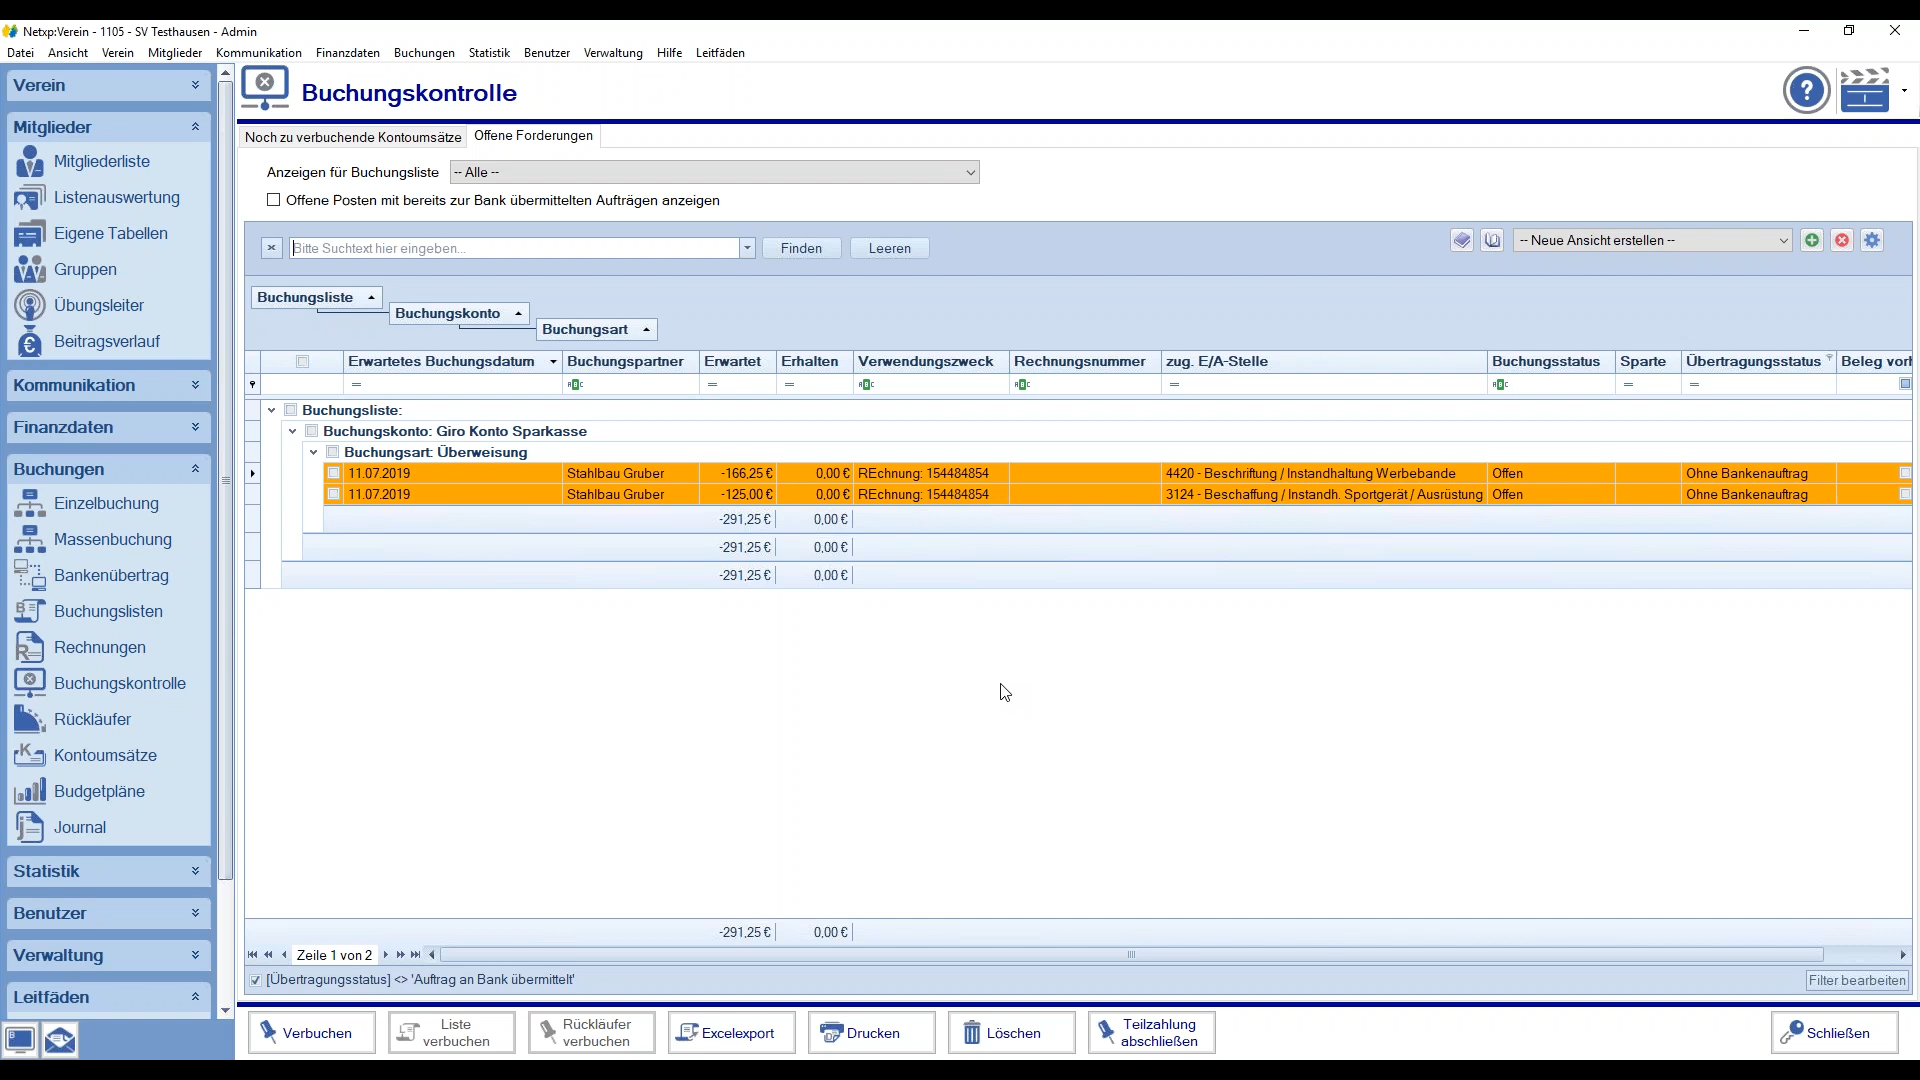 Netxp:Verein - 1105 - SV Testhausen - Admin
Datei Ansicht Verein Mitglieder Kommunikation Finanzdaten Buchungen Statistik Benutzer Verwaltung Hilfe Leitfäden
Verein
Mitglieder
Mitgliederliste
Listenauswertung
Eigene Tabellen
Gruppen
Übungsleiter
Beitragsverlauf
Kommunikation
Finanzdaten
Buchungen
Einzelbuchung
Massenbuchung
Bankenübertrag
Buchungslisten
Rechnungen
Buchungskontrolle
Rückläufer
Kontoumsätze
Budgetpläne
Journal
Statistik
Benutzer
Verwaltung
Leitfäden
Buchungskontrolle
Noch zu verbuchende Kontoumsätze Offene Forderungen
Anzeigen für Buchungsliste -- Alle --
Offene Posten mit bereits zur Bank übermittelten Aufträgen anzeigen
Bitte Suchtext hier eingeben... Finden Leeren -- Neue Ansicht erstellen --
Buchungsliste
Buchungskonto
Buchungsart
Erwartetes Buchungsdatum Buchungspartner Erwartet Erhalten Verwendungszweck Rechnungsnummer zug. E/A-Stelle Buchungsstatus Sparte Übertragungsstatus Beleg vorh
Buchungsliste:
Buchungskonto: Giro Konto Sparkasse
Buchungsart: Überweisung
11.07.2019 Stahlbau Gruber -166,25 € 0,00 € REchnung: 154484854 4420 - Beschriftung / Instandhaltung Werbebande Offen Ohne Bankenauftrag
11.07.2019 Stahlbau Gruber -125,00 € 0,00 € REchnung: 154484854 3124 - Beschaffung / Instandh. Sportgerät / Ausrüstung Offen Ohne Bankenauftrag
-291,25 € 0,00 €
-291,25 € 0,00 €
-291,25 € 0,00 €
-291,25 € 0,00 €
Zeile 1 von 2
[Übertragungsstatus] <> 'Auftrag an Bank übermittelt' Filter bearbeiten
Verbuchen
Liste verbuchen
Rückläufer verbuchen
Excelexport
Drucken
Löschen
Teilzahlung abschließen
Schließen